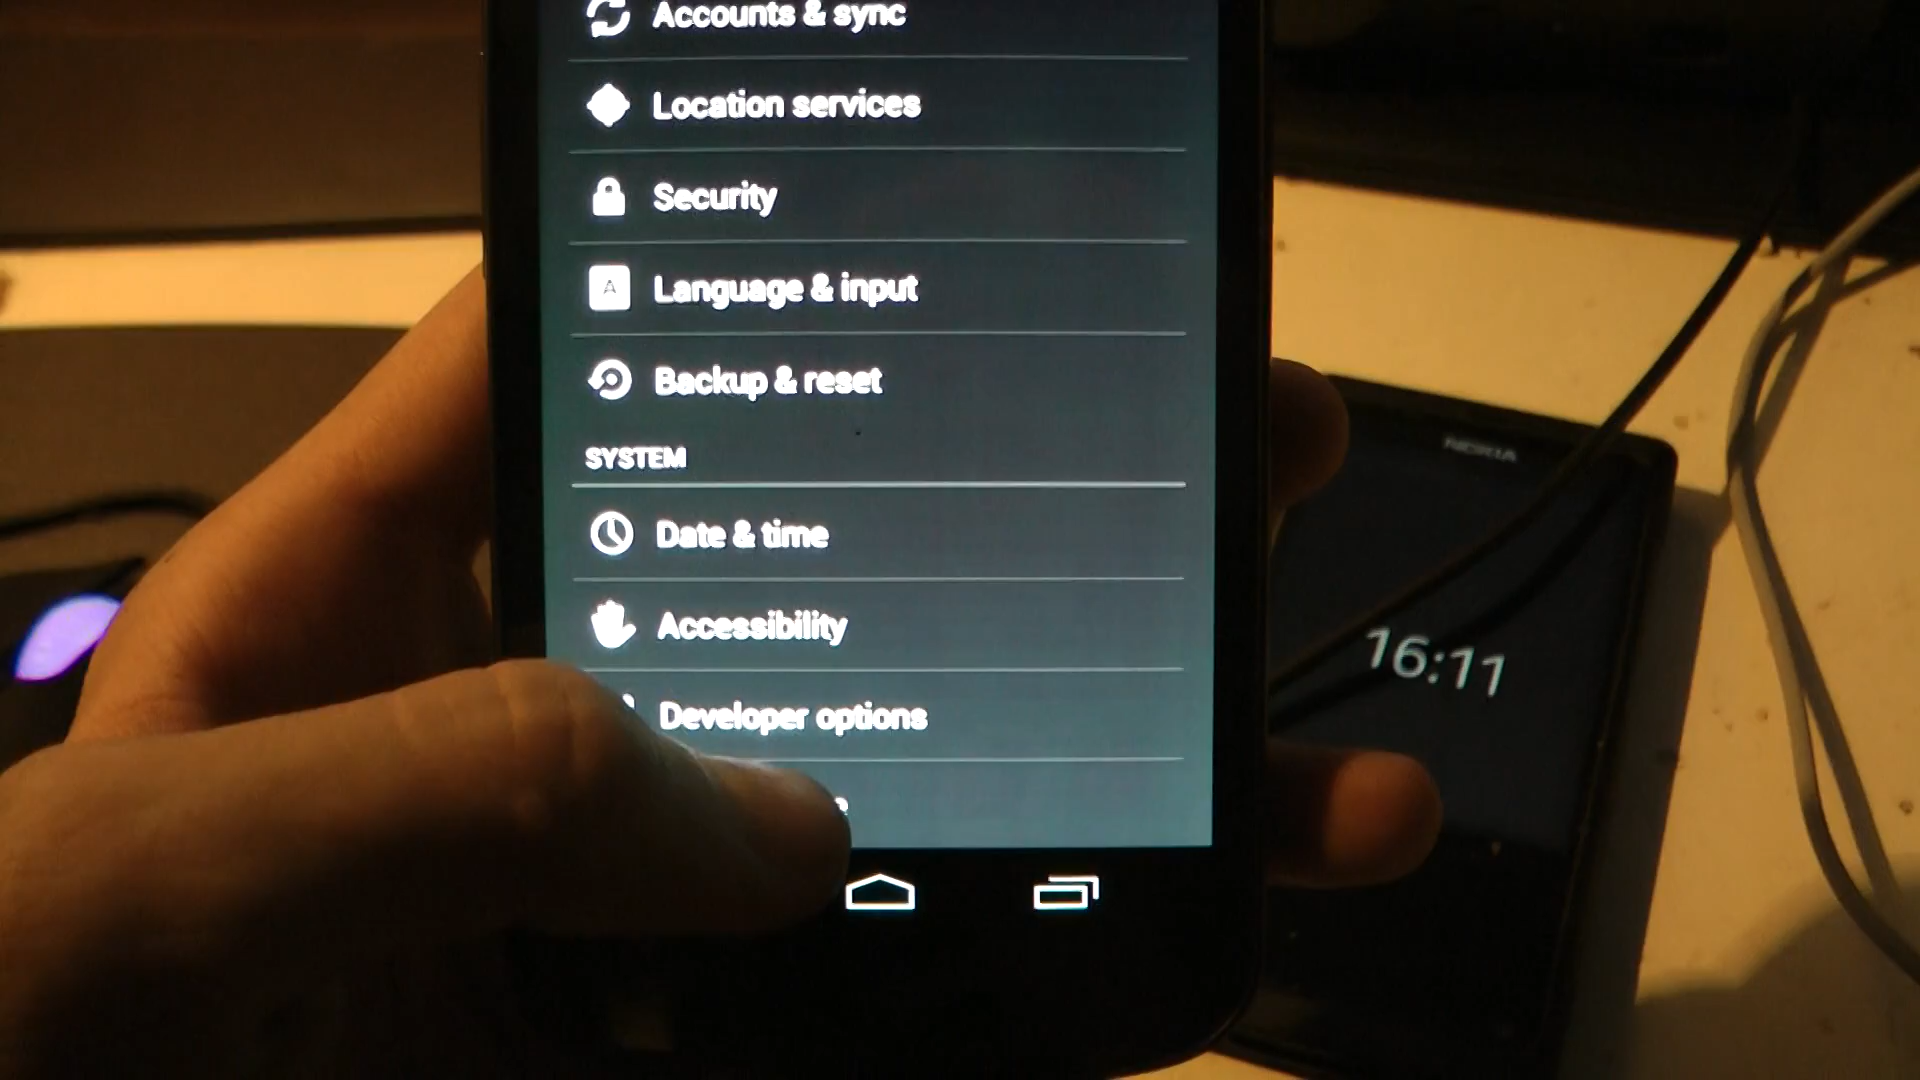 Accounts & sync
Location services
Security
A
Language & input
Backup & reset
SYSTEM
Date & time
Accessibility
Developer options
NOKIA
16:11